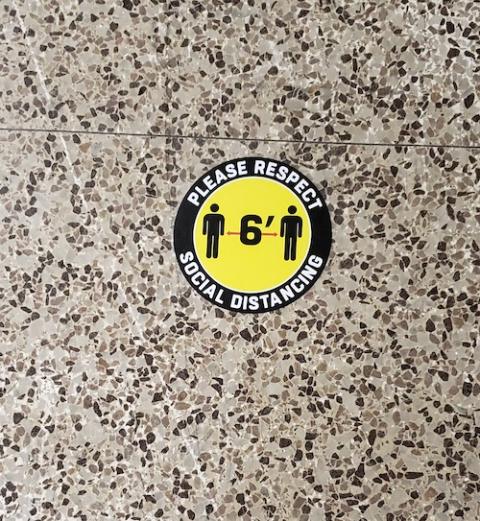 PLEASE RESPECT
6'
SOCIAL DISTANCING